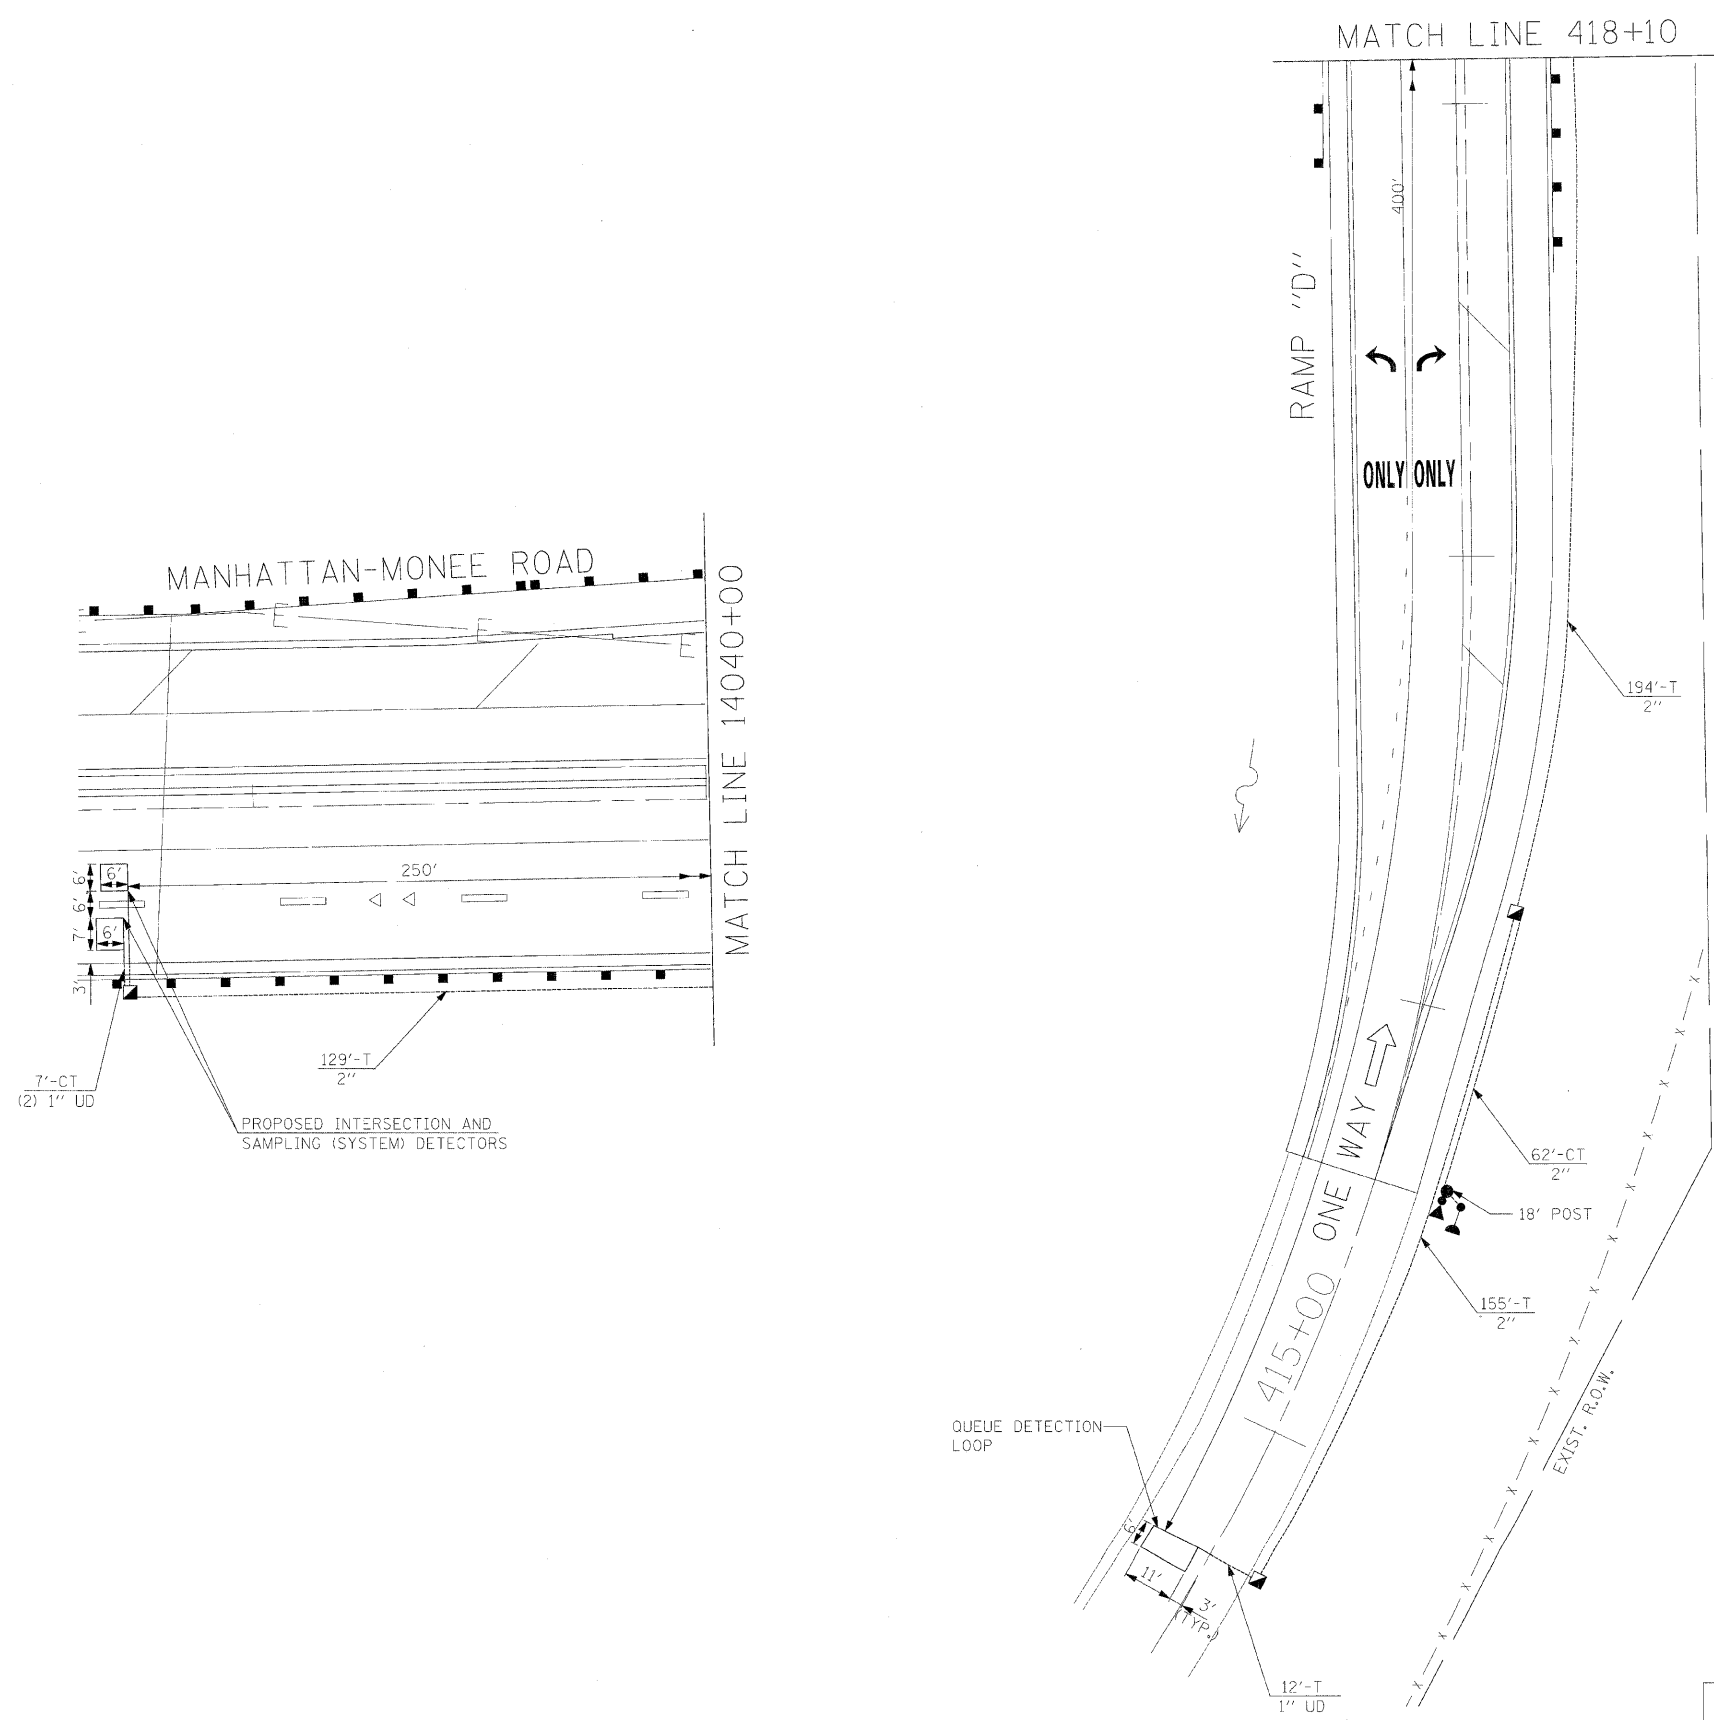 MATCH LINE 418+10
400'
RAMP "D"
ONLY ONLY
MANHATTAN-MONEE ROAD
E
E
E
MATCH LINE 14040+00
194'-T
2"
6'
6'
250'
6'
7'
6'
3'
129'-T
2"
7'-CT
(2) 1" UD
PROPOSED INTERSECTION AND
SAMPLING (SYSTEM) DETECTORS
62'-CT
2"
18' POST
155'-T
2"
415+00 ONE WAY
EXIST. R.O.W.
QUEUE DETECTION
LOOP
6'
11'
3'
(TYP.)
12'-T
1" UD
X X X X X X X X X X X X X X X